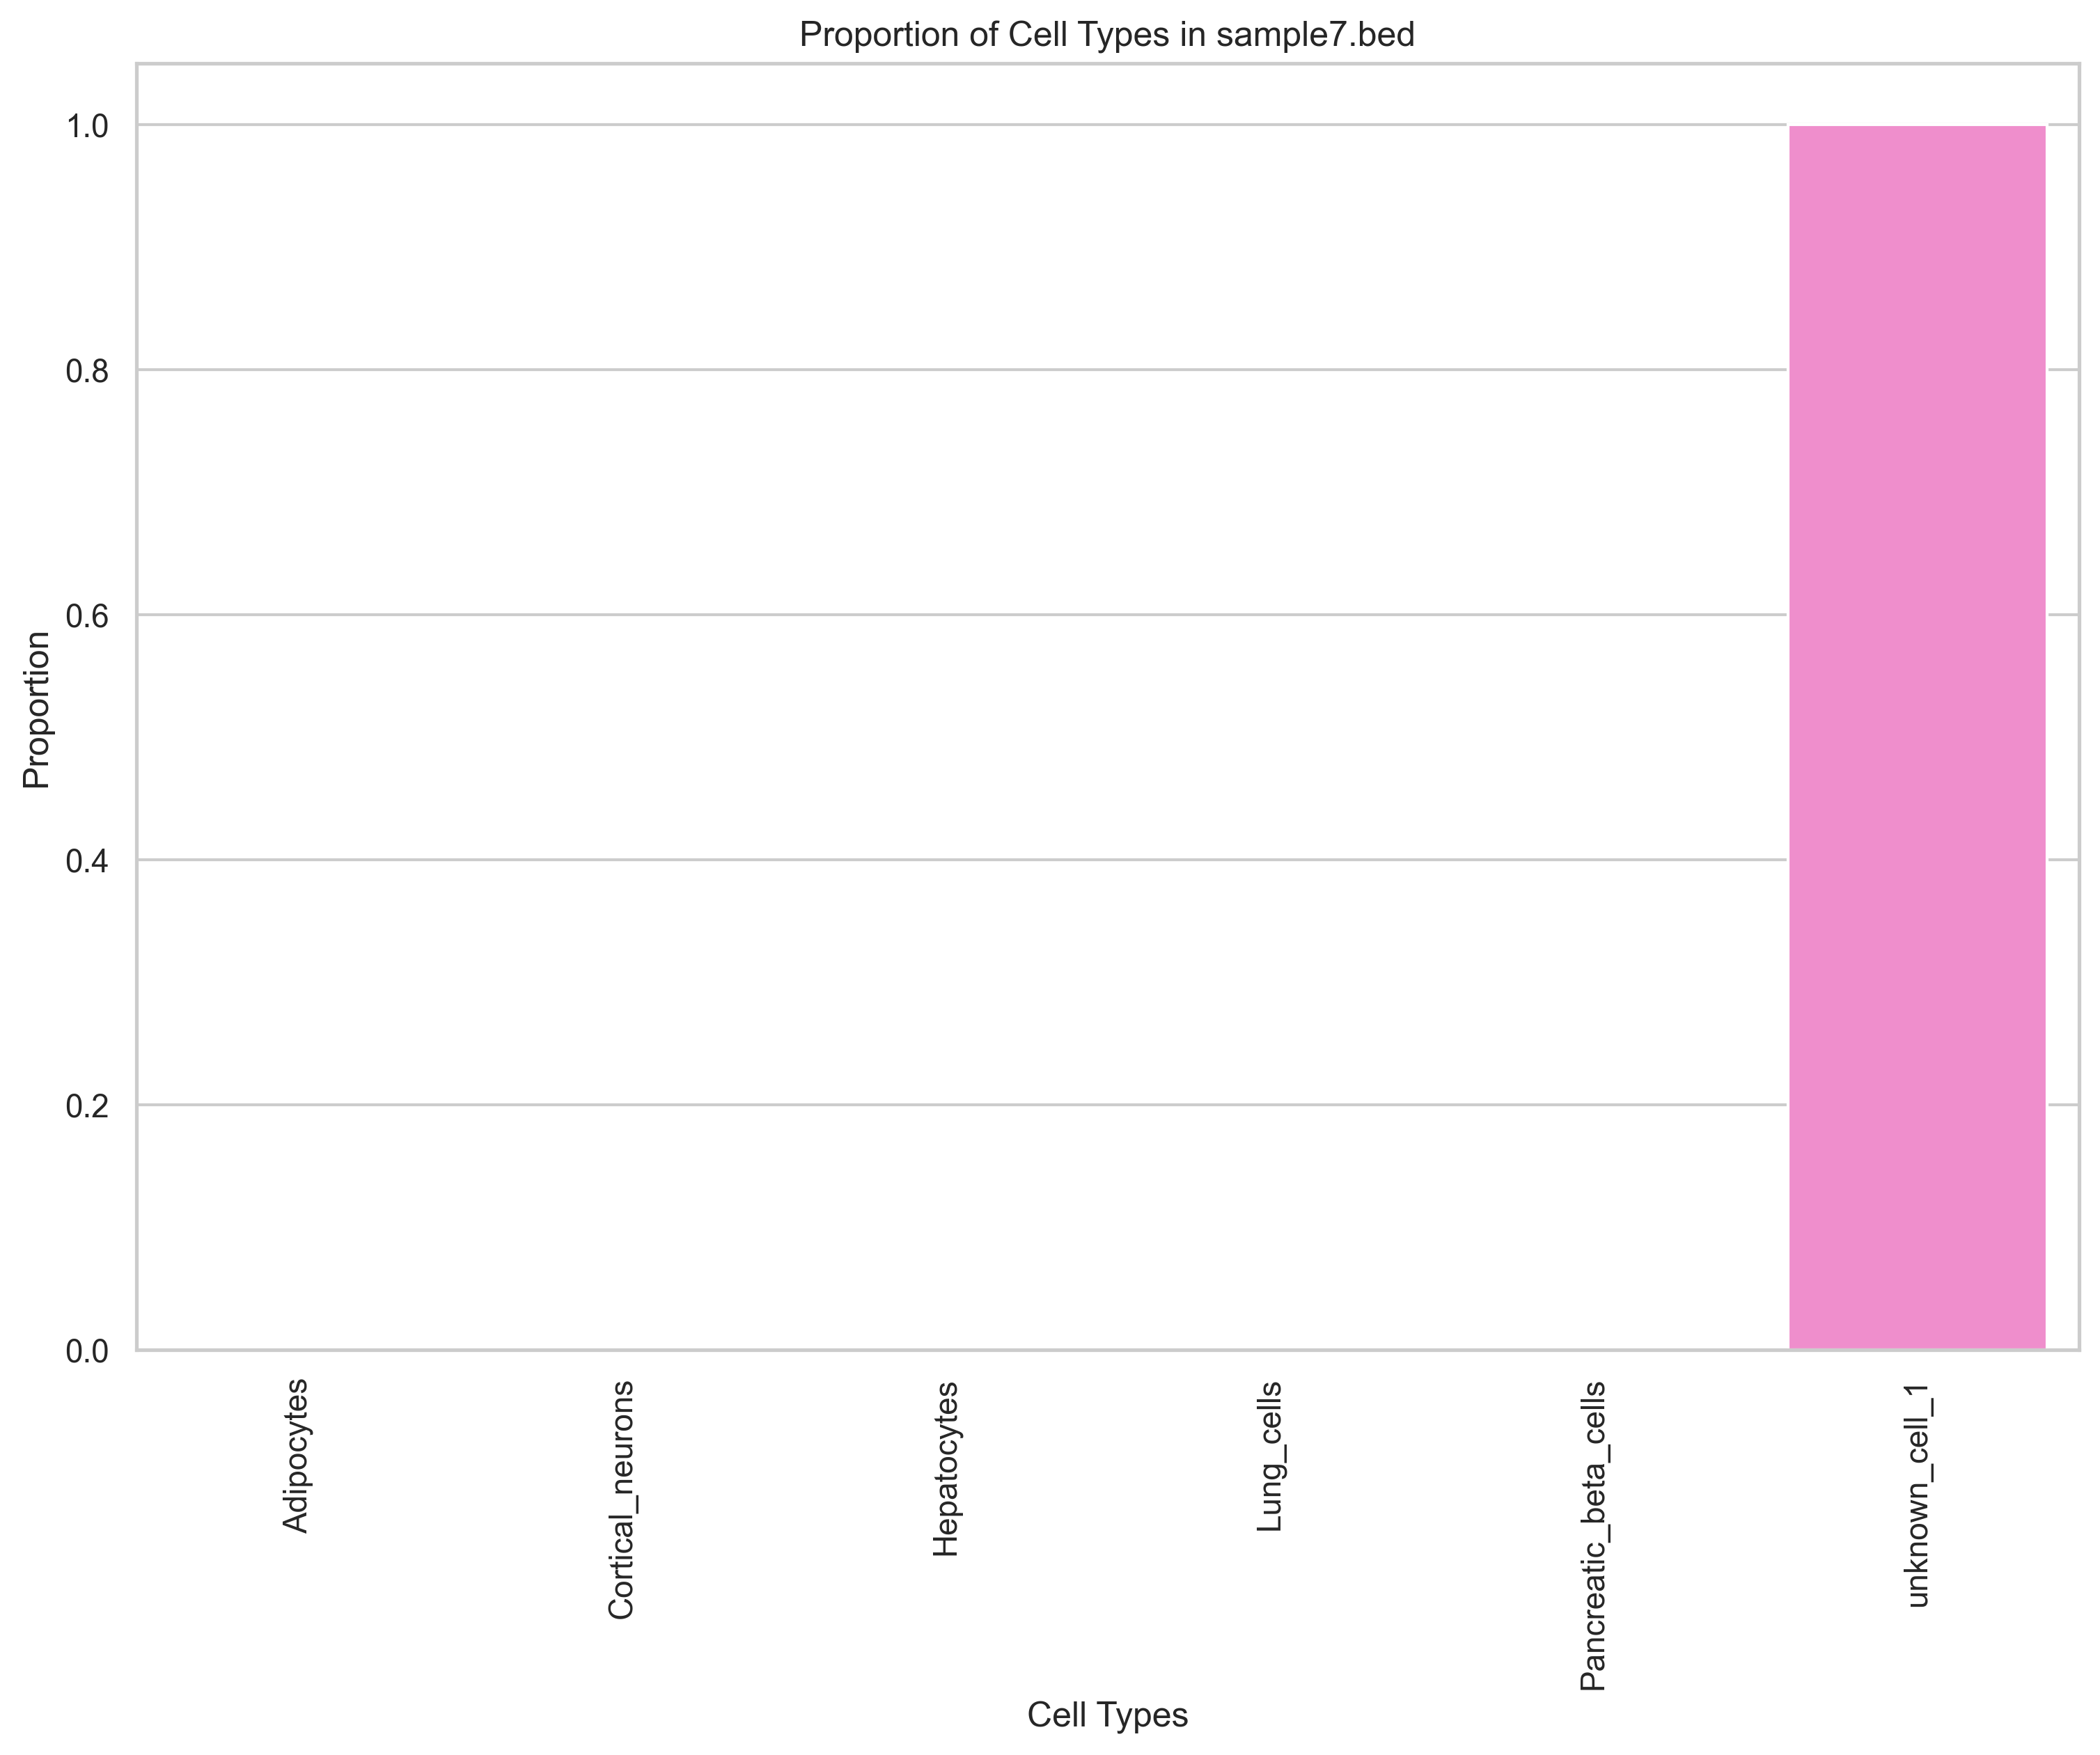 Proportion of Cell Types in sample7.bed
Proportion
1.0
0.8
0.6
0.4
0.2
0.0
Adipocytes
Cortical_neurons
Hepatocytes
Lung_cells
Pancreatic_beta_cells
unknown_cell_1
Cell Types